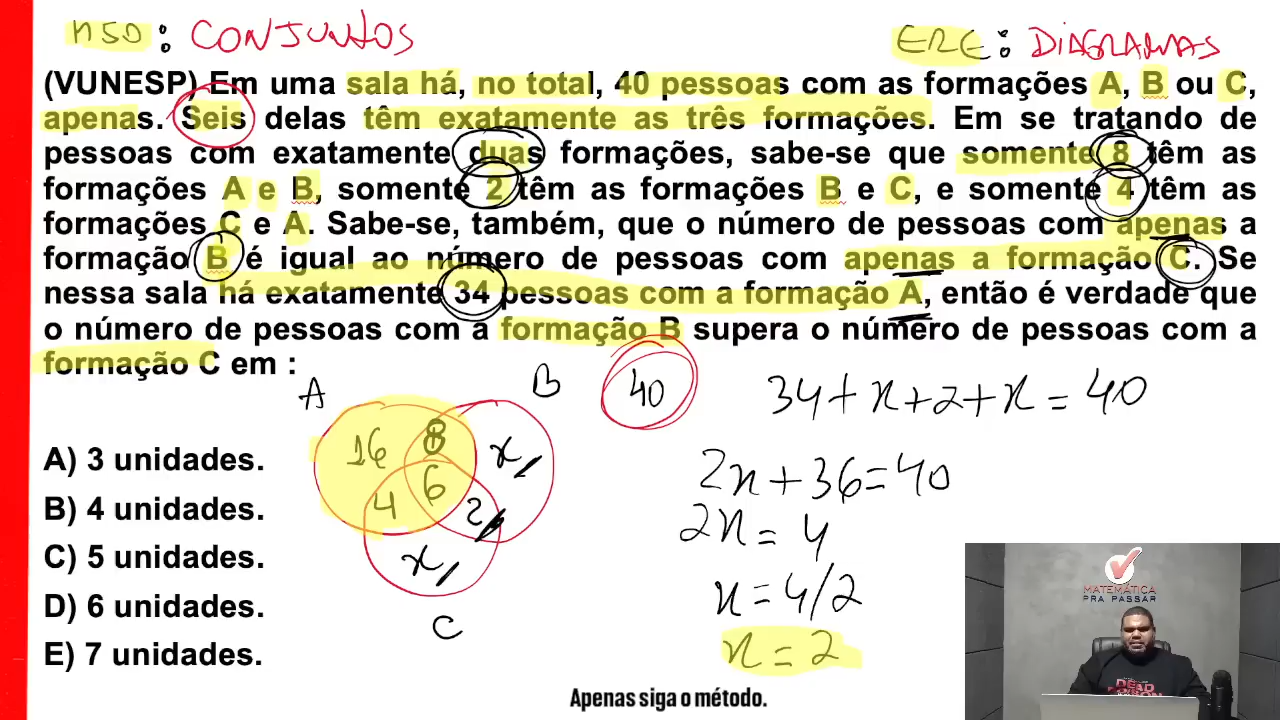 MSD: CONJUNTOS
ERE: DIAGRAMAS
(VUNESP) Em uma sala há, no total, 40 pessoas com as formações A, B ou C,
apenas. Seis delas têm exatamente as três formações. Em se tratando de
pessoas com exatamente duas formações, sabe-se que somente 8 têm as
formações A e B, somente 2 têm as formações B e C, e somente 4 têm as
formações C e A. Sabe-se, também, que o número de pessoas com apenas a
formação B é igual ao número de pessoas com apenas a formação C. Se
nessa sala há exatamente 34 pessoas com a formação A, então é verdade que
o número de pessoas com a formação B supera o número de pessoas com a
formação C em :
A B 40 34+x+2+x=40
A) 3 unidades. 16 8 x
6 2x+36=40
B) 4 unidades. 4 2
2x=4
C) 5 unidades. x
x=4/2
D) 6 unidades. C
E) 7 unidades. x=2
MATEMÁTICA
PRA PASSAR
DEAD
Apenas siga o método.